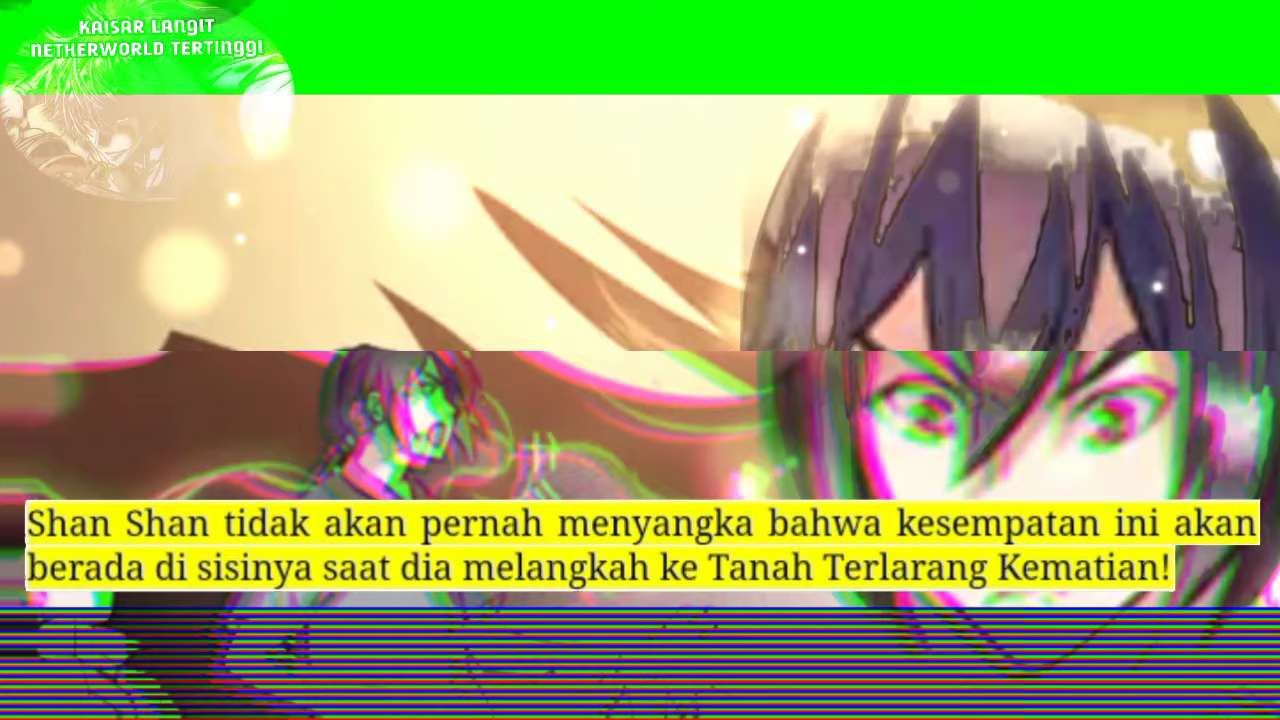 KAISAR LANGIT
NETHERWORLD TERTINGGI
Shan Shan tidak akan pernah menyangka bahwa kesempatan ini akan
berada di sisinya saat dia melangkah ke Tanah Terlarang Kematian!